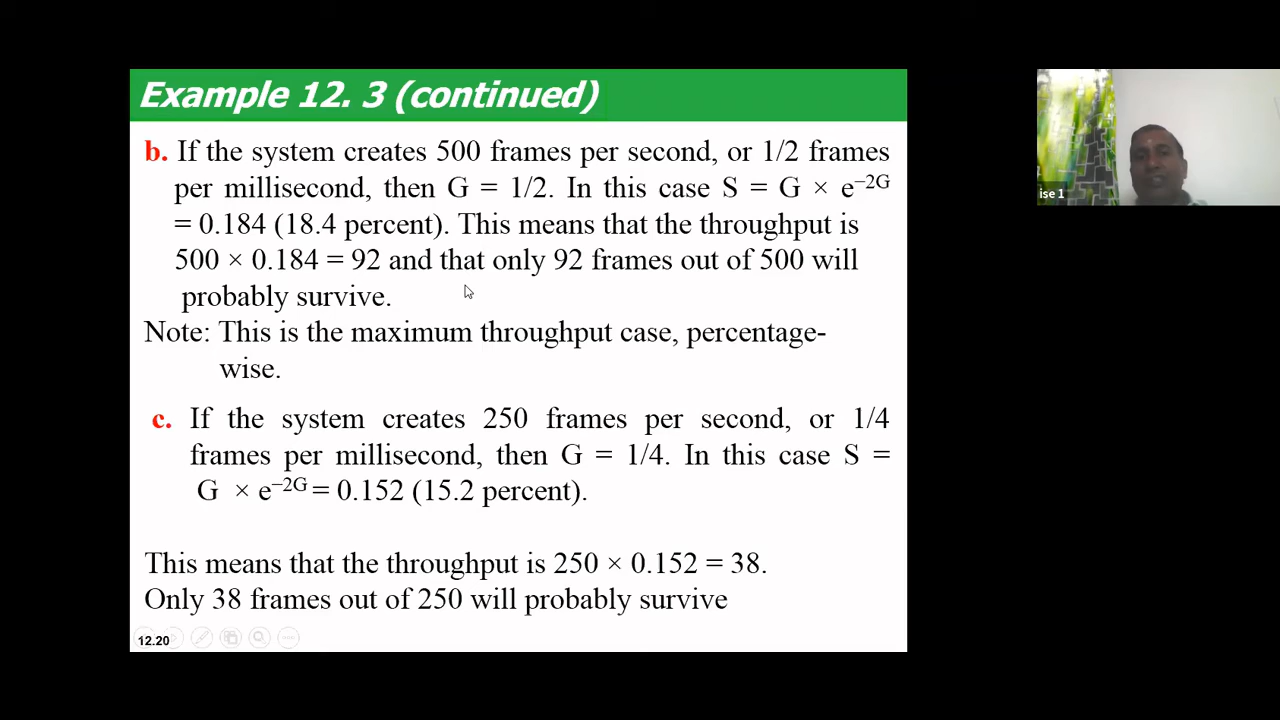 Example 12. 3 (continued)
b. If the system creates 500 frames per second, or 1/2 frames
per millisecond, then G = 1/2. In this case S = G × e−2G
= 0.184 (18.4 percent). This means that the throughput is
500 × 0.184 = 92 and that only 92 frames out of 500 will
probably survive.
Note: This is the maximum throughput case, percentage-
wise.
c. If the system creates 250 frames per second, or 1/4
frames per millisecond, then G = 1/4. In this case S =
G × e−2G = 0.152 (15.2 percent).
This means that the throughput is 250 × 0.152 = 38.
Only 38 frames out of 250 will probably survive
12.20
ise 1